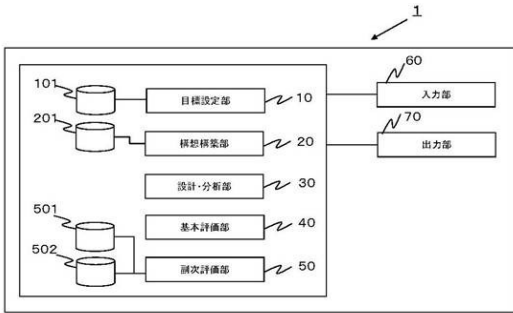 1
60
101
目標設定部
10
入力部
201
70
構想構築部
20
出力部
設計・分析部
30
501
基本評価部
40
502
副次評価部
50